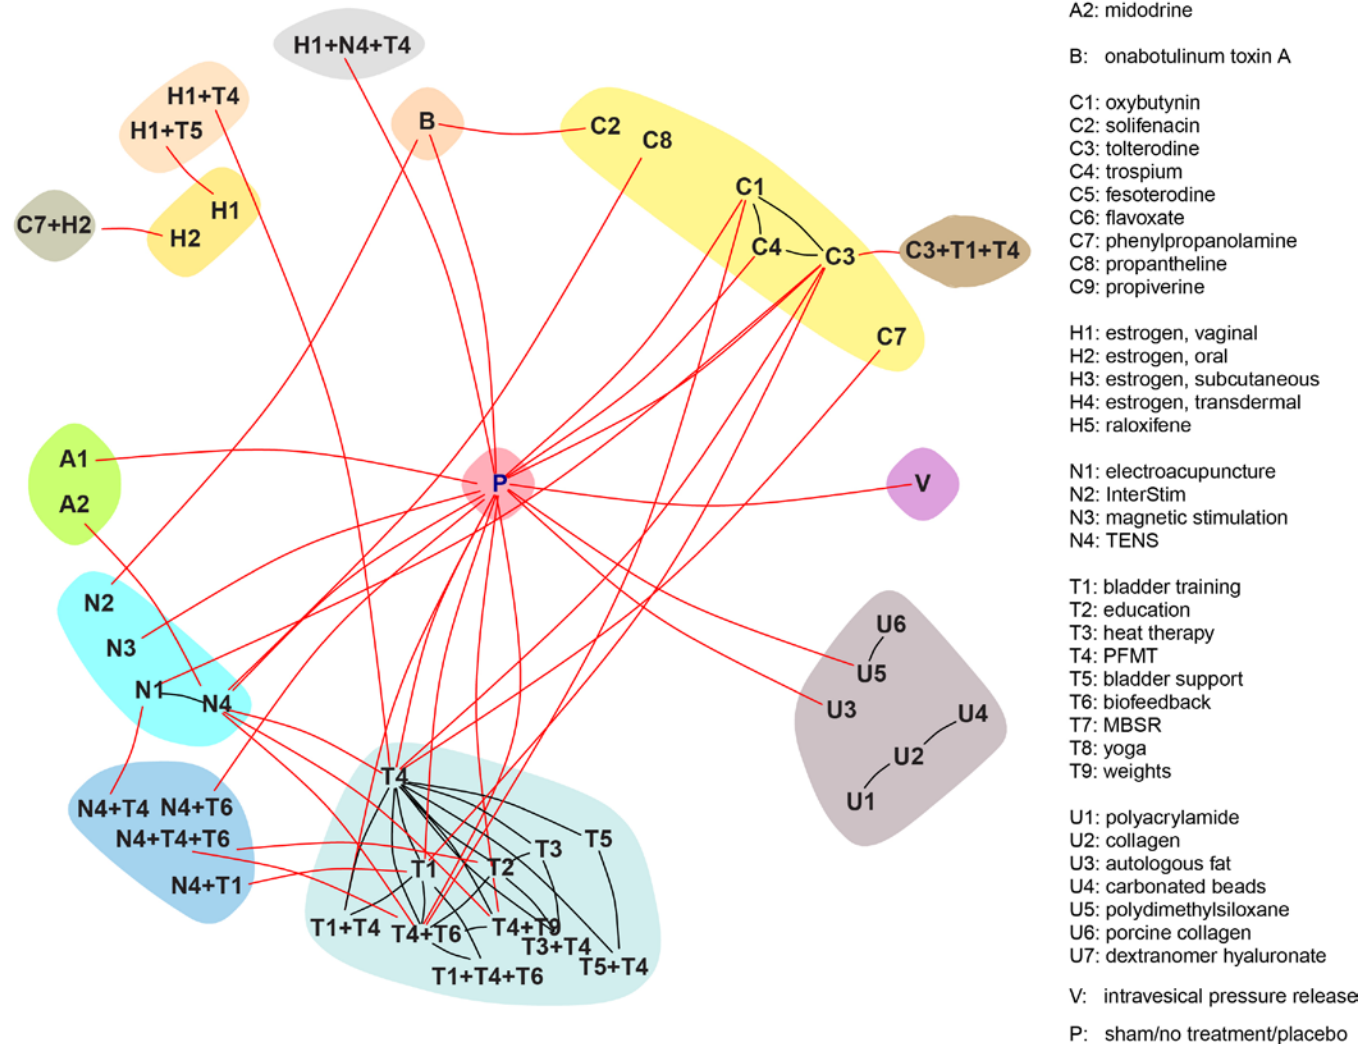 H1+N4+T4
H1+T4
H1+T5
B
C2
C8
C1
H1
H2
C7+H2
C4
C3
C3+T1+T4
C7
A1
A2
P
V
N2
N3
N1
N4
U6
U5
U3
U4
U2
U1
N4+T4
N4+T6
N4+T4+T6
N4+T1
T4
T5
T3
T1
T2
T1+T4
T4+T6
T4+T9
T3+T4
T5+T4
T1+T4+T6
A2: midodrine
B: onabotulinum toxin A
C1: oxybutynin
C2: solifenacin
C3: tolterodine
C4: trospium
C5: fesoterodine
C6: flavoxate
C7: phenylpropanolamine
C8: propantheline
C9: propiverine
H1: estrogen, vaginal
H2: estrogen, oral
H3: estrogen, subcutaneous
H4: estrogen, transdermal
H5: raloxifene
N1: electroacupuncture
N2: InterStim
N3: magnetic stimulation
N4: TENS
T1: bladder training
T2: education
T3: heat therapy
T4: PFMT
T5: bladder support
T6: biofeedback
T7: MBSR
T8: yoga
T9: weights
U1: polyacrylamide
U2: collagen
U3: autologous fat
U4: carbonated beads
U5: polydimethylsiloxane
U6: porcine collagen
U7: dextranomer hyaluronate
V: intravesical pressure release
P: sham/no treatment/placebo